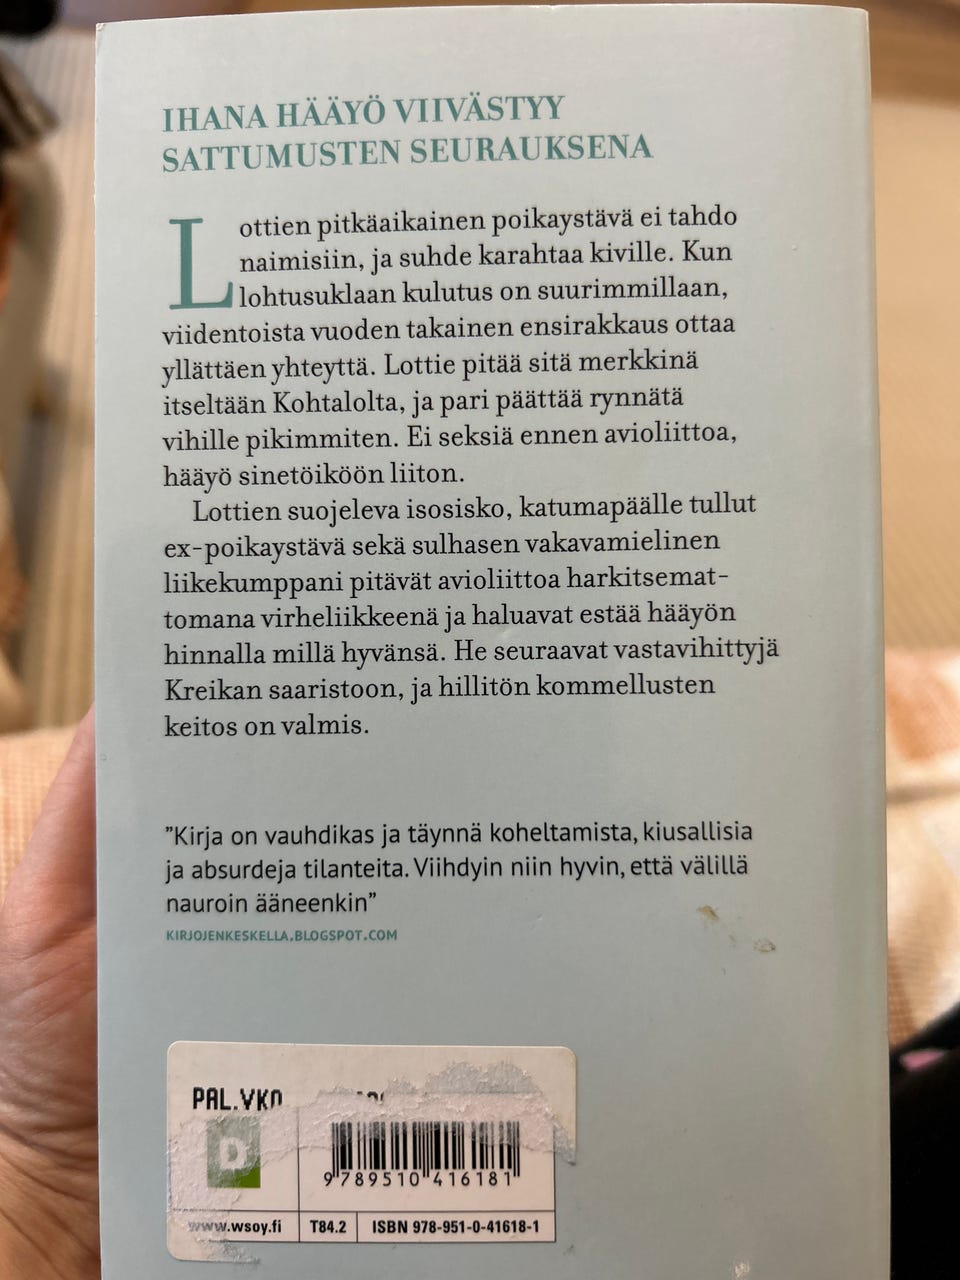 IHANA HÄÄYÖ VIIVÄSTYY
SATTUMUSTEN SEURAUKSENA
Lottien pitkäaikainen poikaystävä ei tahdo
naimisiin, ja suhde karahtaa kiville. Kun
lohtusuklaan kulutus on suurimmillaan,
viidentoista vuoden takainen ensirakkaus ottaa
yllättäen yhteyttä. Lottie pitää sitä merkkinä
itseltään Kohtalolta, ja pari päättää rynnätä
vihille pikimmiten. Ei seksiä ennen avioliittoa,
hääyö sinetöiköön liiton.
Lottien suojeleva isosisko, katumapäälle tullut
ex-poikaystävä sekä sulhasen vakavamielinen
liikekumppani pitävät avioliittoa harkitsemat-
tomana virheliikkeenä ja haluavat estää hääyön
hinnalla millä hyvänsä. He seuraavat vastavihittyjä
Kreikan saaristoon, ja hillitön kommellusten
keitos on valmis.
”Kirja on vauhdikas ja täynnä koheltamista, kiusallisia
ja absurdeja tilanteita. Viihdyin niin hyvin, että välillä
nauroin ääneenkin”
KIRJOJENKESKELLA.BLOGSPOT.COM
PAL.VKO
D
9 789510 416181
www.wsoy.fi T84.2 ISBN 978-951-0-41618-1